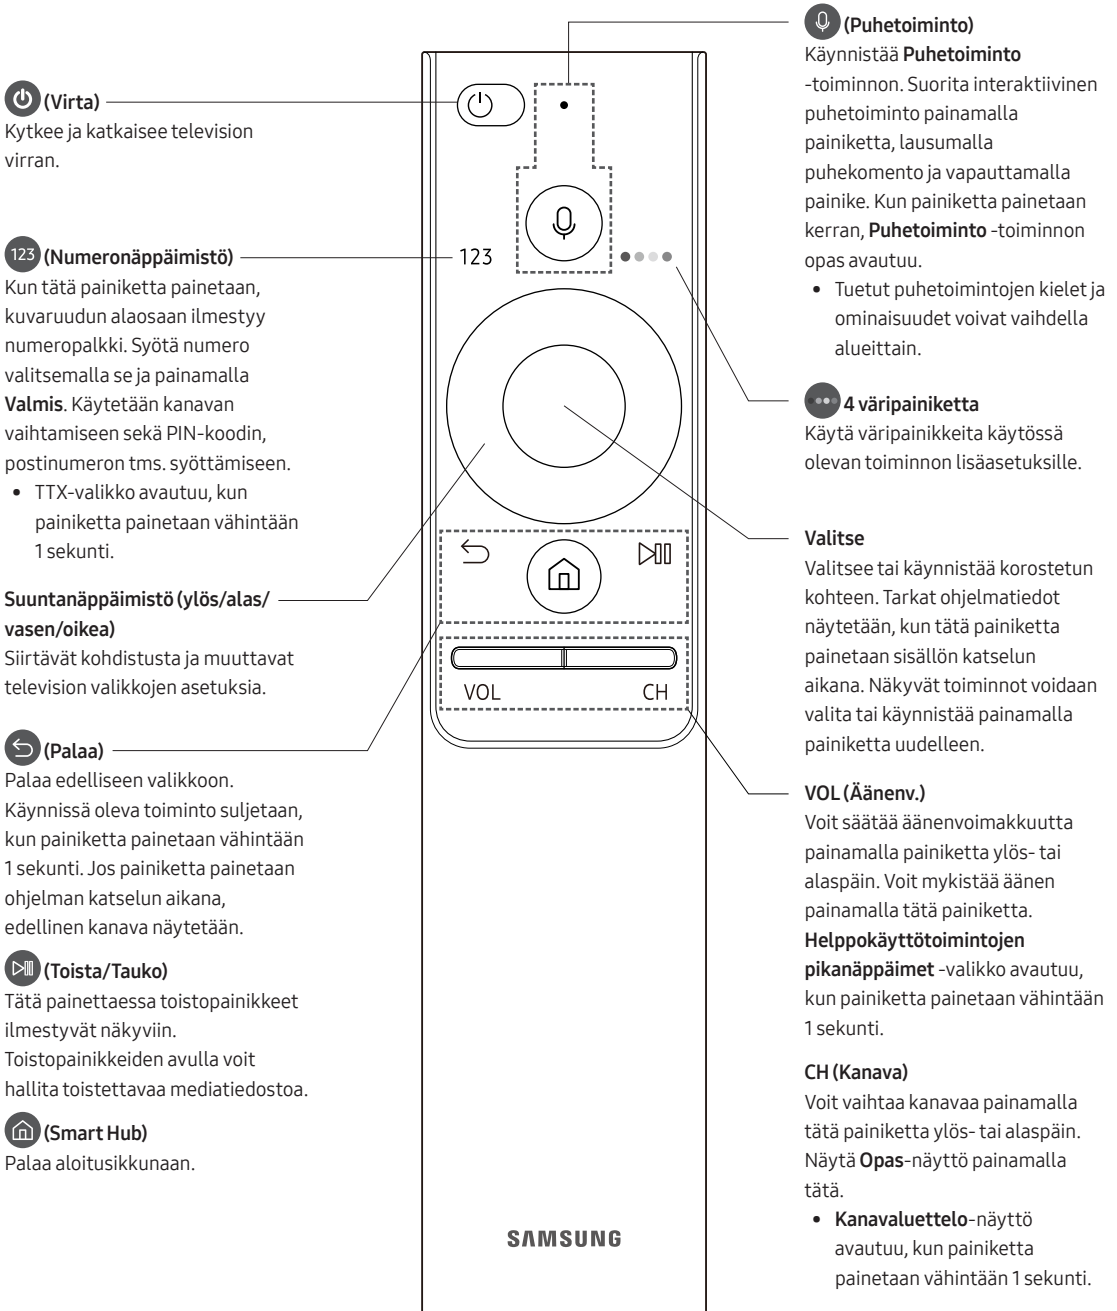 (Virta)
Kytkee ja katkaisee television
virran.
123 (Numeronäppäimistö)
Kun tätä painiketta painetaan,
kuvaruudun alaosaan ilmestyy
numeropalkki. Syötä numero
valitsemalla se ja painamalla
Valmis. Käytetään kanavan
vaihtamiseen sekä PIN-koodin,
postinumeron tms. syöttämiseen.
• TTX-valikko avautuu, kun
painiketta painetaan vähintään
1 sekunti.
Suuntanäppäimistö (ylös/alas/
vasen/oikea)
Siirtävät kohdistusta ja muuttavat
television valikkojen asetuksia.
(Palaa)
Palaa edelliseen valikkoon.
Käynnissä oleva toiminto suljetaan,
kun painiketta painetaan vähintään
1 sekunti. Jos painiketta painetaan
ohjelman katselun aikana,
edellinen kanava näytetään.
(Toista/Tauko)
Tätä painettaessa toistopainikkeet
ilmestyvät näkyviin.
Toistopainikkeiden avulla voit
hallita toistettavaa mediatiedostoa.
(Smart Hub)
Palaa aloitusikkunaan.
123
VOL
CH
SAMSUNG
(Puhetoiminto)
Käynnistää Puhetoiminto
-toiminnon. Suorita interaktiivinen
puhetoiminto painamalla
painiketta, lausumalla
puhekomento ja vapauttamalla
painike. Kun painiketta painetaan
kerran, Puhetoiminto -toiminnon
opas avautuu.
• Tuetut puhetoimintojen kielet ja
ominaisuudet voivat vaihdella
alueittain.
4 väripainiketta
Käytä väripainikkeita käytössä
olevan toiminnon lisäasetuksille.
Valitse
Valitsee tai käynnistää korostetun
kohteen. Tarkat ohjelmatiedot
näytetään, kun tätä painiketta
painetaan sisällön katselun
aikana. Näkyvät toiminnot voidaan
valita tai käynnistää painamalla
painiketta uudelleen.
VOL (Äänenv.)
Voit säätää äänenvoimakkuutta
painamalla painiketta ylös- tai
alaspäin. Voit mykistää äänen
painamalla tätä painiketta.
Helppokäyttötoimintojen
pikanäppäimet -valikko avautuu,
kun painiketta painetaan vähintään
1 sekunti.
CH (Kanava)
Voit vaihtaa kanavaa painamalla
tätä painiketta ylös- tai alaspäin.
Näytä Opas-näyttö painamalla
tätä.
• Kanavaluettelo-näyttö
avautuu, kun painiketta
painetaan vähintään 1 sekunti.